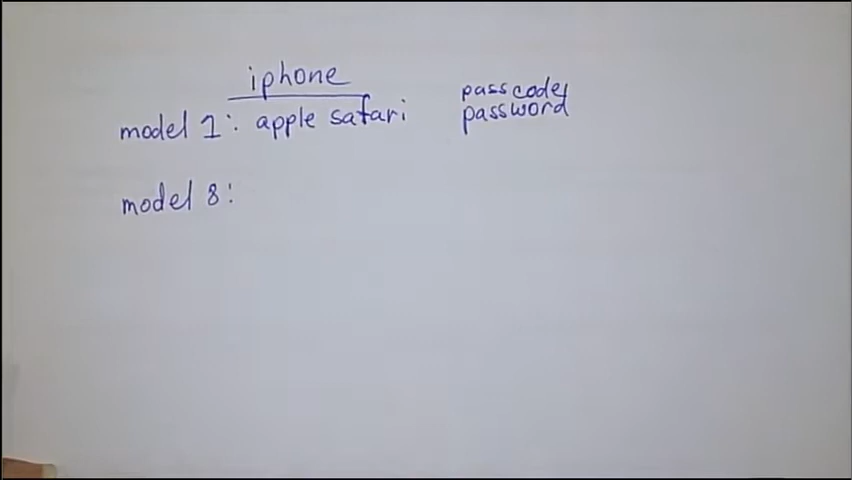 iphone
model 1: apple safari
passcode/
password
model 8: